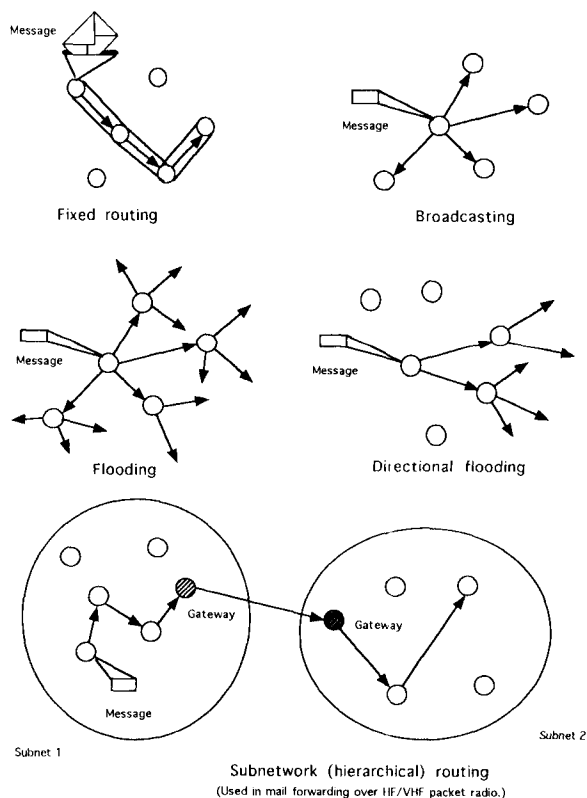 Message
Fixed routing
Message
Broadcasting
Message
Flooding
Message
Directional flooding
Gateway
Message
Subnet 1
Gateway
Subnet 2
Subnetwork (hierarchical) routing
(Used in mail forwarding over HF/VHF packet radio.)